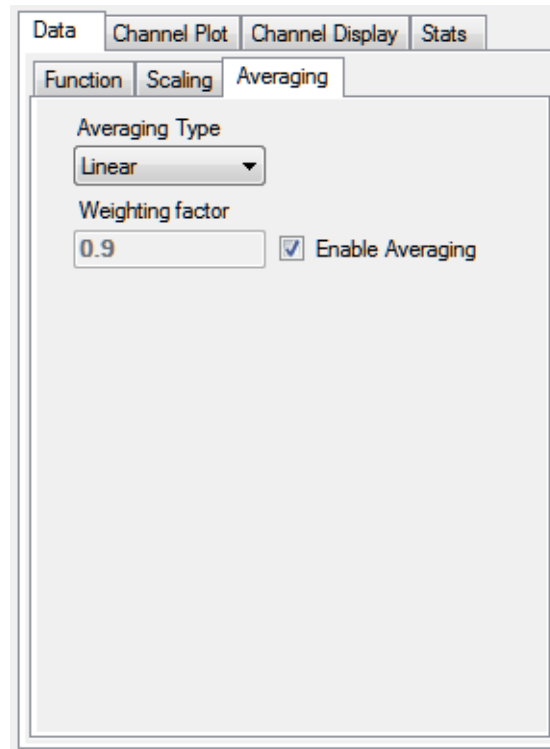 Data Channel Plot Channel Display Stats
Function Scaling Averaging
Averaging Type
Linear
Weighting factor
0.9 Enable Averaging